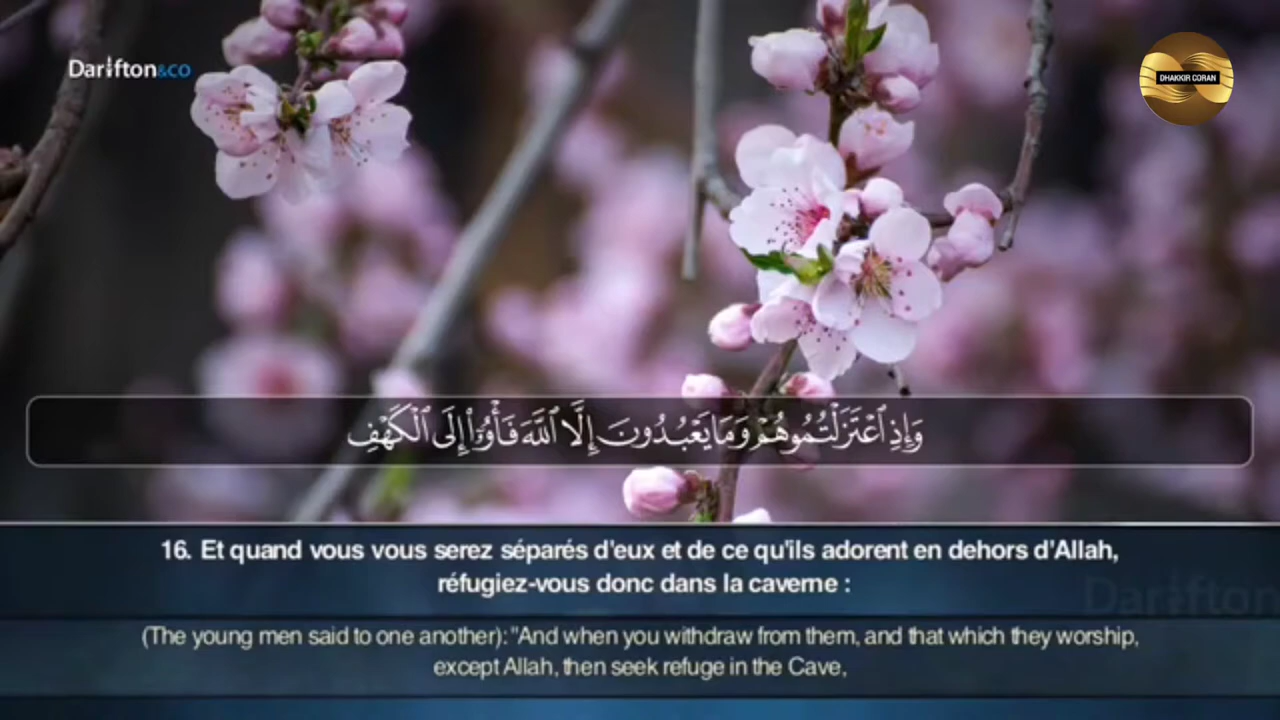 Darifton&co
DHAKKIR CORAN
وَإِذِ ٱعْتَزَلْتُمُوهُمْ وَمَا يَعْبُدُونَ إِلَّا ٱللَّهَ فَأْوُۥٓا۟ إِلَى ٱلْكَهْفِ
16. Et quand vous vous serez séparés d'eux et de ce qu'ils adorent en dehors d'Allah,
réfugiez-vous donc dans la caverne :
Darifton
(The young men said to one another): "And when you withdraw from them, and that which they worship,
except Allah, then seek refuge in the Cave,